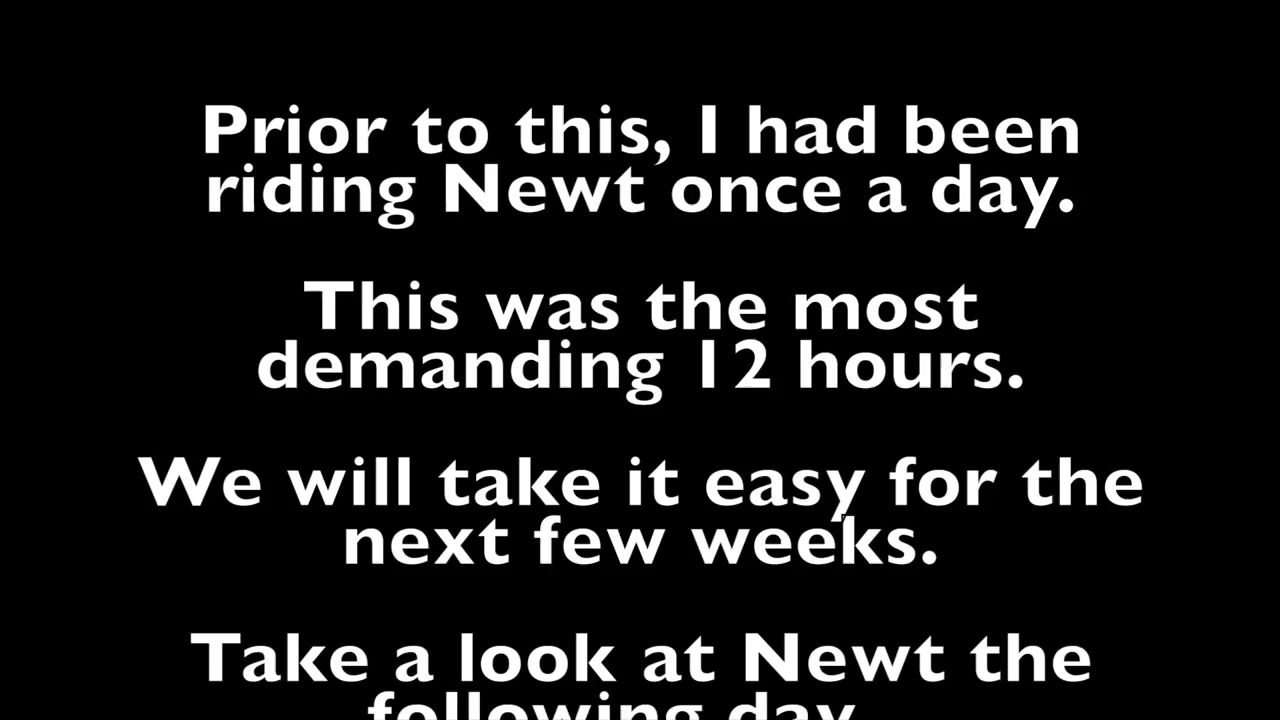 Prior to this, I had been
riding Newt once a day.
This was the most
demanding 12 hours.
We will take it easy for the
next few weeks.
Take a look at Newt the
following day